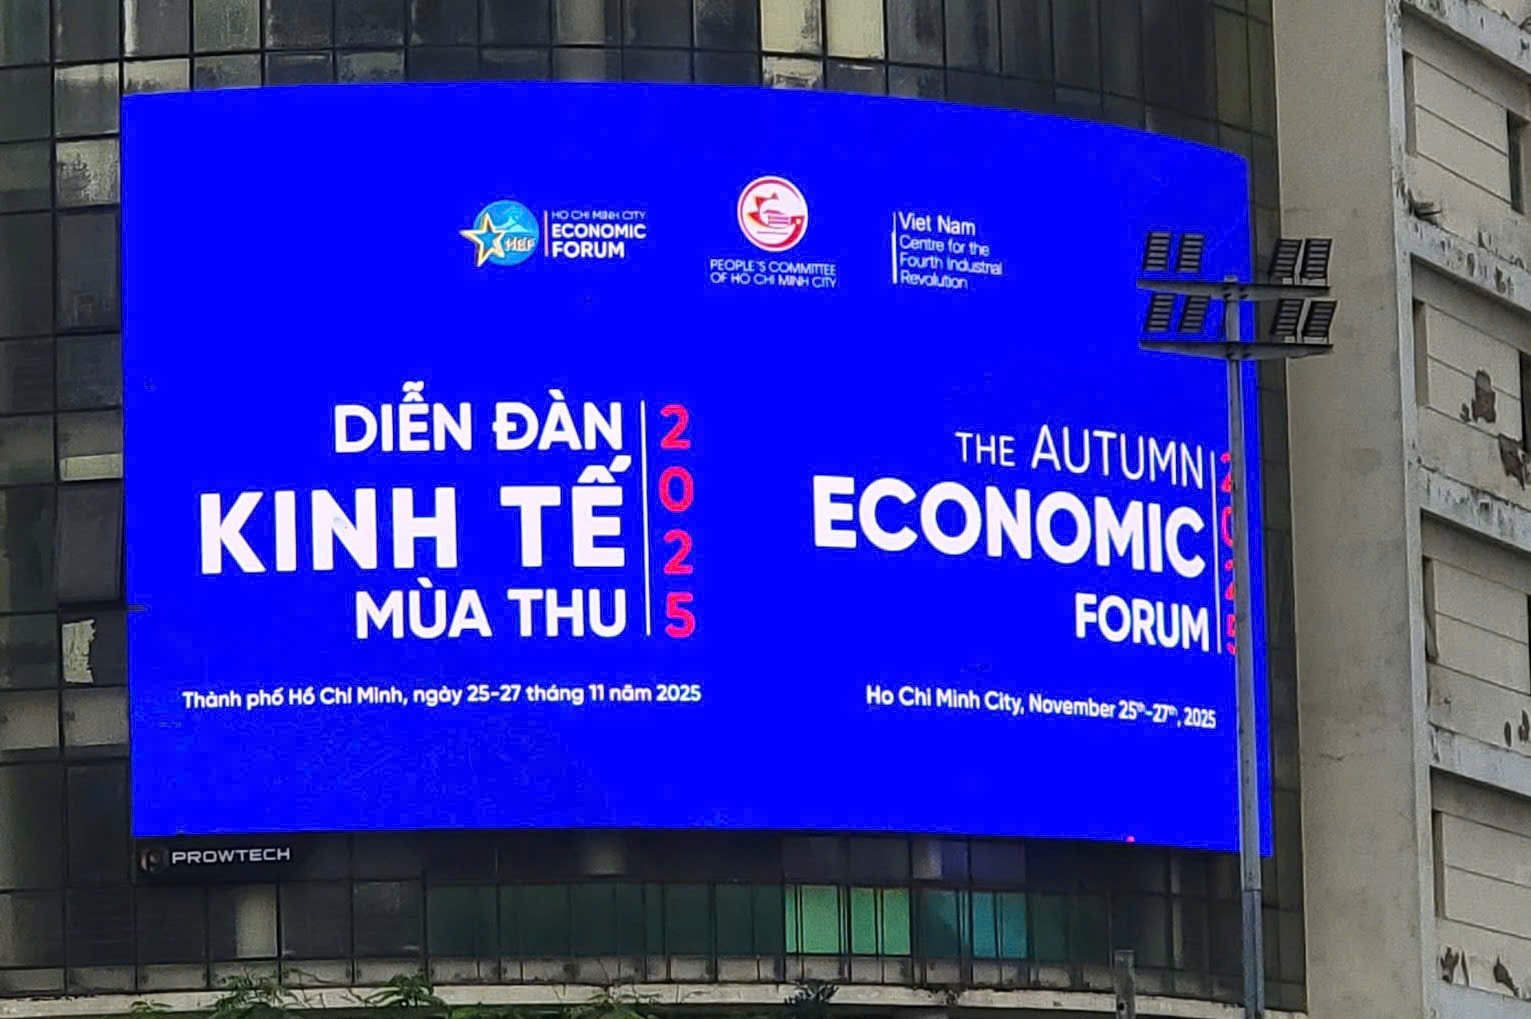 HEF
HO CHI MINH CITY
ECONOMIC
FORUM
PEOPLE'S COMMITTEE
OF HO CHI MINH CITY
Viet Nam
Centre for the
Fourth Industrial
Revolution
DIỄN ĐÀN
KINH TẾ
MÙA THU
2025
Thành phố Hồ Chí Minh, ngày 25-27 tháng 11 năm 2025
THE AUTUMN
ECONOMIC
FORUM
2025
Ho Chi Minh City, November 25th-27th, 2025
PROWTECH